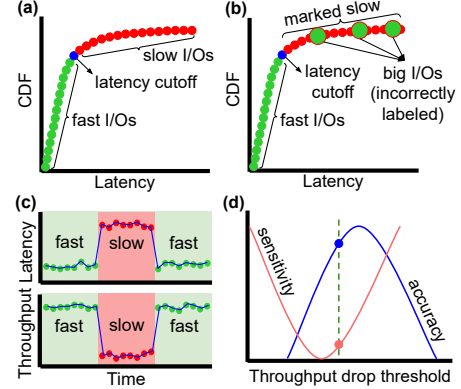 (a)
CDF
slow I/Os
latency cutoff
fast I/Os
Latency
(b)
marked slow
CDF
latency
cutoff
big I/Os
(incorrectly
labeled)
fast I/Os
Latency
(c)
Latency
fast
slow
fast
Throughput
fast
slow
fast
Time
(d)
sensitivity
accuracy
Throughput drop threshold